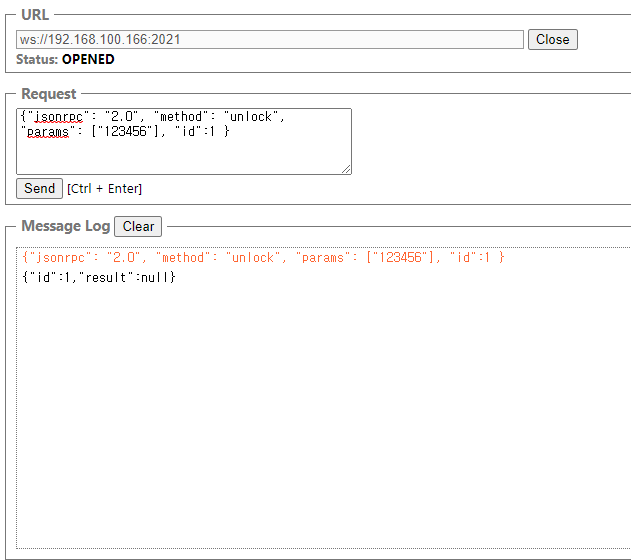 URL
ws://192.168.100.166:2021 Close
Status: OPENED
Request
{"jsonrpc": "2.0", "method": "unlock",
"params": ["123456"], "id":1 }
Send [Ctrl + Enter]
Message Log Clear
{"jsonrpc": "2.0", "method": "unlock", "params": ["123456"], "id":1 }
{"id":1,"result":null}